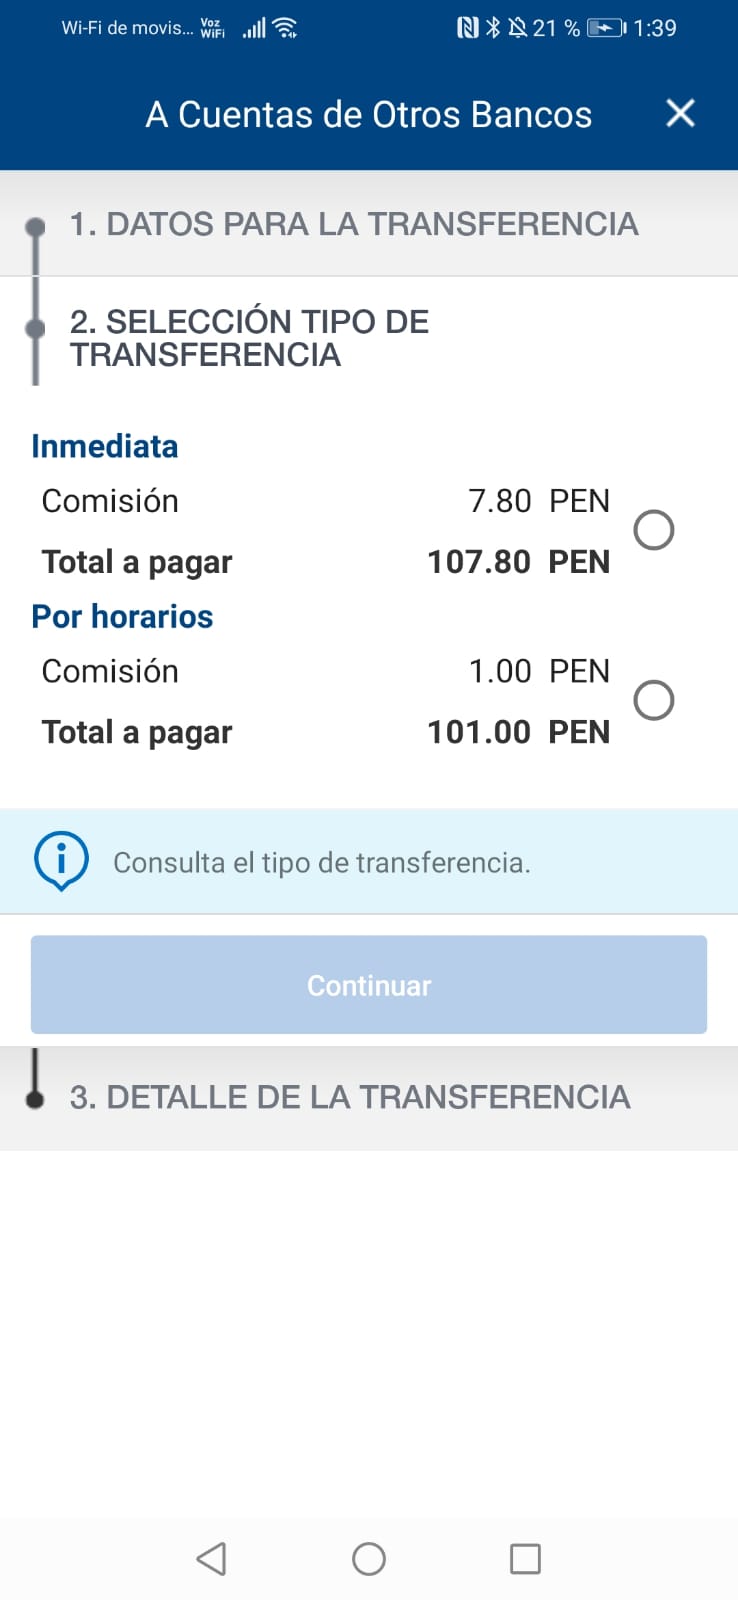 Wi-Fi de movis... Voz WiFi 21 % 1:39
A Cuentas de Otros Bancos
1. DATOS PARA LA TRANSFERENCIA
2. SELECCIÓN TIPO DE
TRANSFERENCIA
Inmediata
Comisión 7.80 PEN
Total a pagar 107.80 PEN
Por horarios
Comisión 1.00 PEN
Total a pagar 101.00 PEN
Consulta el tipo de transferencia.
Continuar
3. DETALLE DE LA TRANSFERENCIA